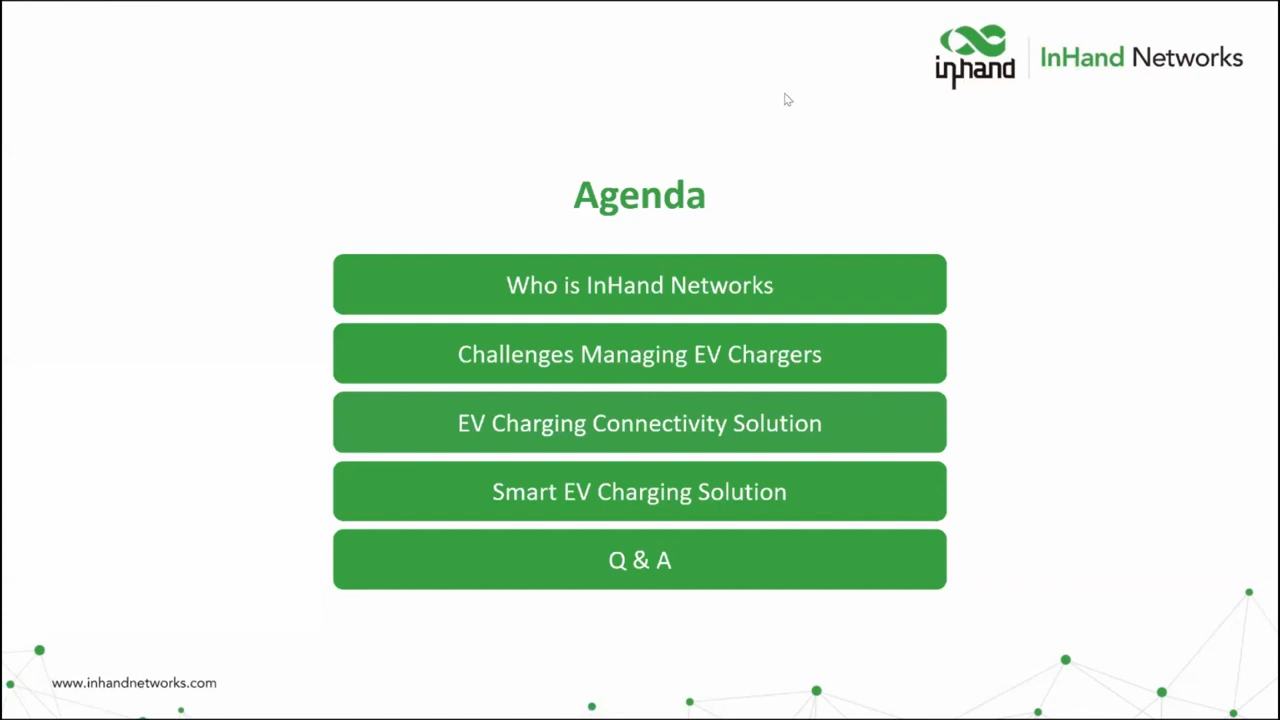 inhand
InHand Networks
Agenda
Who is InHand Networks
Challenges Managing EV Chargers
EV Charging Connectivity Solution
Smart EV Charging Solution
Q & A
www.inhandnetworks.com